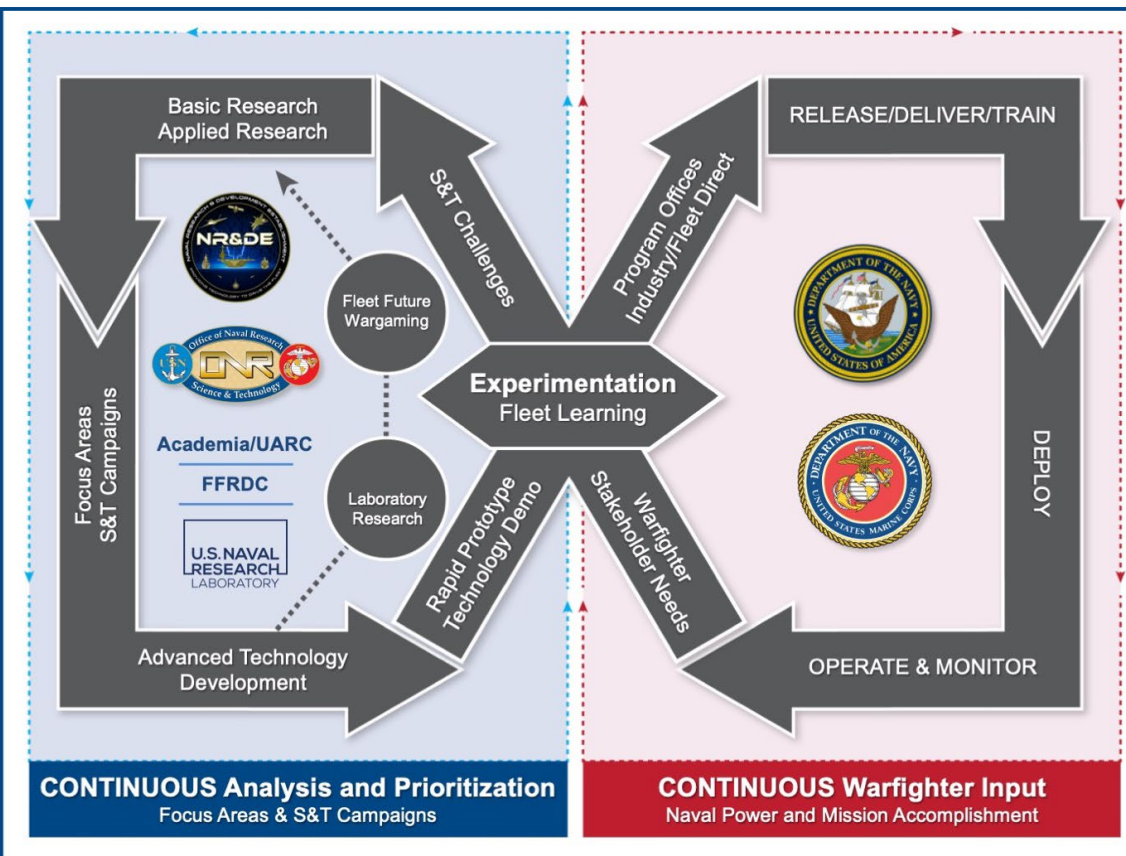 Basic Research
Applied Research
S&T Challenges
Program Offices
Industry/Fleet Direct
RELEASE/DELIVER/TRAIN
NAVAL RESEARCH & DEVELOPMENT ESTABLISHMENT
NR&DE
Fleet Future
Wargaming
DEPARTMENT OF THE NAVY
UNITED STATES OF AMERICA
Office of Naval Research
ONR
Science & Technology
Experimentation
Fleet Learning
Focus Areas
S&T Campaigns
Academia/UARC
FFRDC
Laboratory
Research
DEPARTMENT OF THE NAVY
UNITED STATES MARINE CORPS
DEPLOY
U.S. NAVAL
RESEARCH
LABORATORY
Rapid Prototype
Technology Demo
Warfighter
Stakeholder Needs
Advanced Technology
Development
OPERATE & MONITOR
CONTINUOUS Analysis and Prioritization
Focus Areas & S&T Campaigns
CONTINUOUS Warfighter Input
Naval Power and Mission Accomplishment